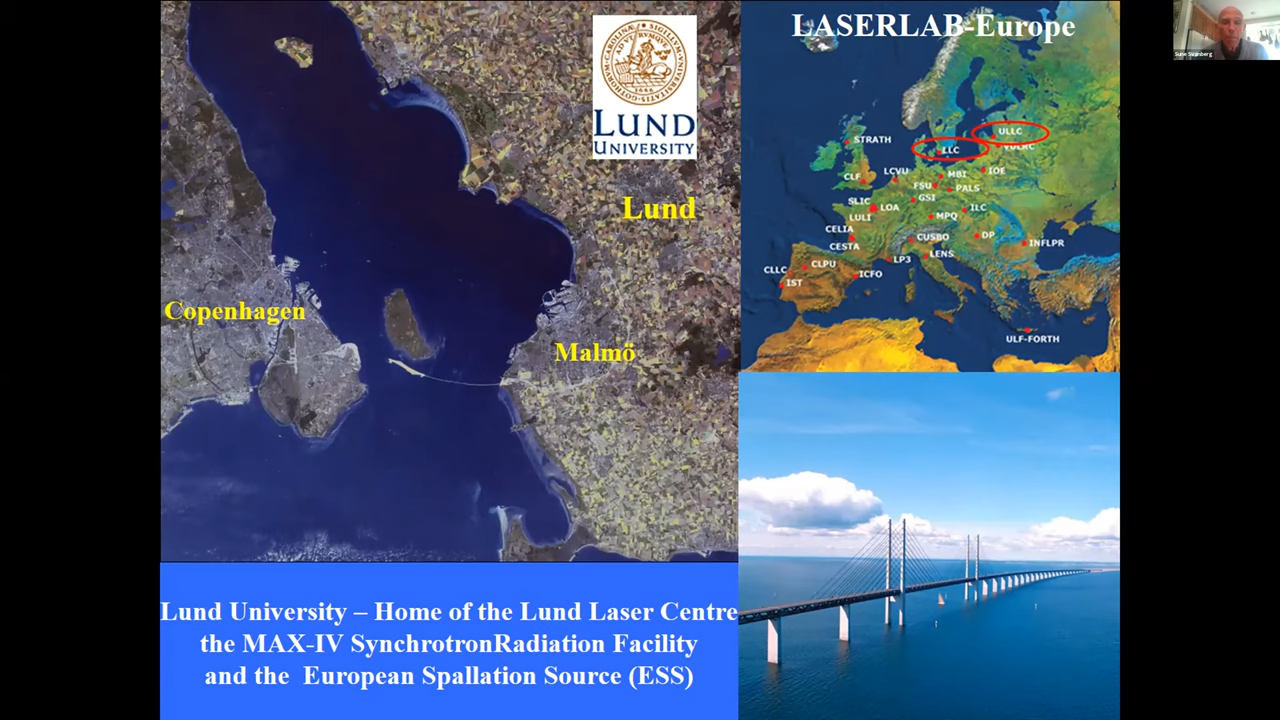 LUND
UNIVERSITY
Lund
Copenhagen
Malmö
LASERLAB-Europe
STRATH
ULLC
LLC
CLF
LCVU
MBI
IOE
FSU
PALS
GSI
SLIC
LOA
ILC
LULI
MPQ
CELIA
CESTA
CUSBO
DP
INFLPR
LENS
LP3
CLLC
CLPU
ICFO
IST
ULF-FORTH
Lund University – Home of the Lund Laser Centre
the MAX-IV SynchrotronRadiation Facility
and the European Spallation Source (ESS)
Sune Svanberg